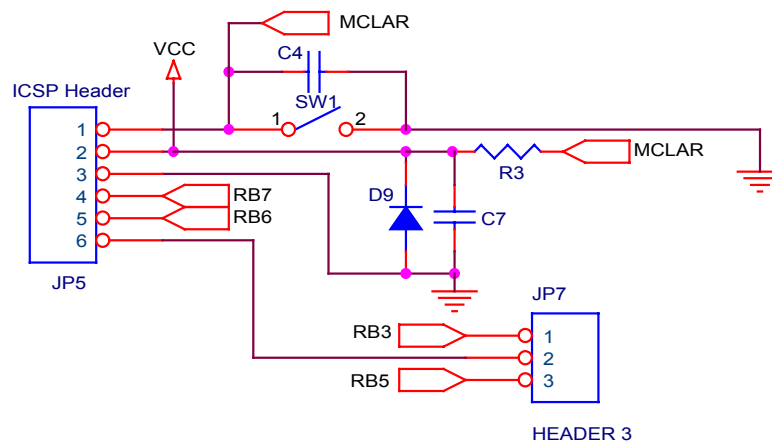 MCLAR
VCC
C4
ICSP Header
SW1
1
1
2
2
MCLAR
3
R3
RB7
4
D9
RB6
5
C7
6
JP5
JP7
RB3
1
2
RB5
3
HEADER 3